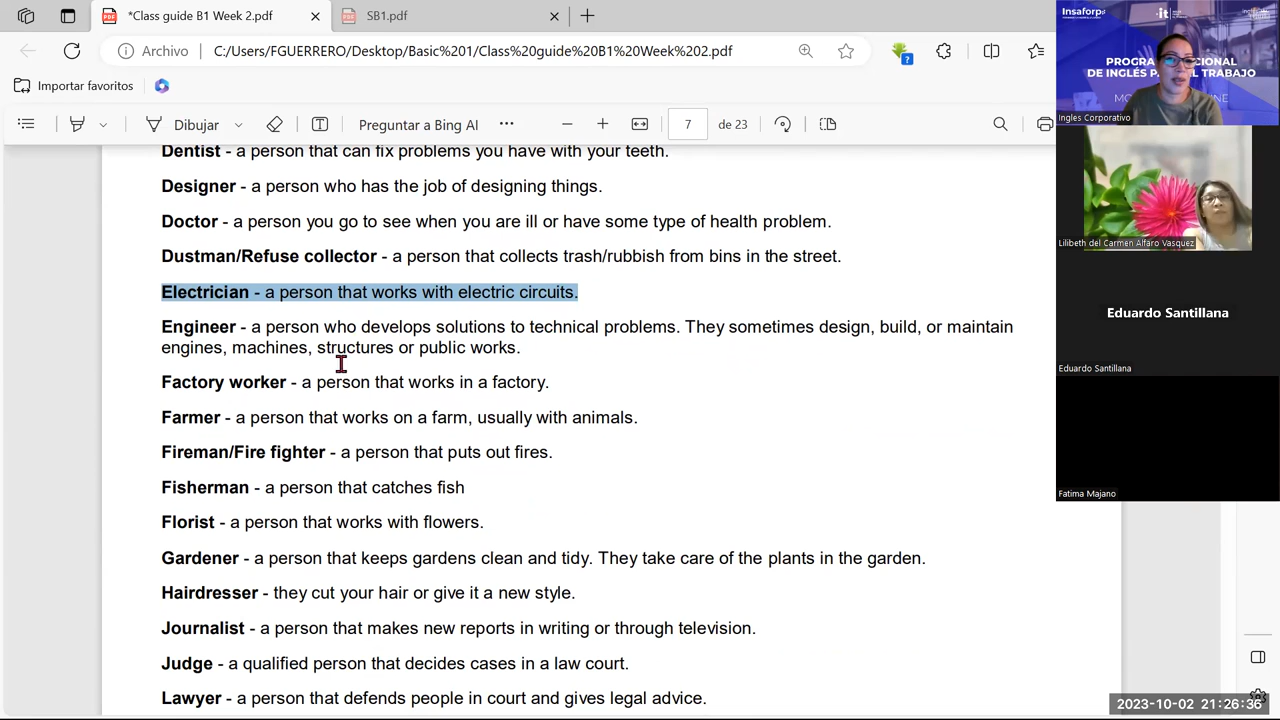 *Class guide B1 Week 2.pdf
SB1.pdf
Archivo
C:/Users/FGUERRERO/Desktop/Basic%201/Class%20guide%20B1%20Week%202.pdf
Importar favoritos
Dibujar
Preguntar a Bing AI
7
de 23
Dentist - a person that can fix problems you have with your teeth.
Designer - a person who has the job of designing things.
Doctor - a person you go to see when you are ill or have some type of health problem.
Dustman/Refuse collector - a person that collects trash/rubbish from bins in the street.
Electrician - a person that works with electric circuits.
Engineer - a person who develops solutions to technical problems. They sometimes design, build, or maintain
engines, machines, structures or public works.
Factory worker - a person that works in a factory.
Farmer - a person that works on a farm, usually with animals.
Fireman/Fire fighter - a person that puts out fires.
Fisherman - a person that catches fish
Florist - a person that works with flowers.
Gardener - a person that keeps gardens clean and tidy. They take care of the plants in the garden.
Hairdresser - they cut your hair or give it a new style.
Journalist - a person that makes new reports in writing or through television.
Judge - a qualified person that decides cases in a law court.
Lawyer - a person that defends people in court and gives legal advice.
Insaforp
Ingles Corporativo
Lilibeth del Carmen Alfaro Vasquez
Eduardo Santillana
Eduardo Santillana
Fatima Majano
2023-10-02 21:26:36